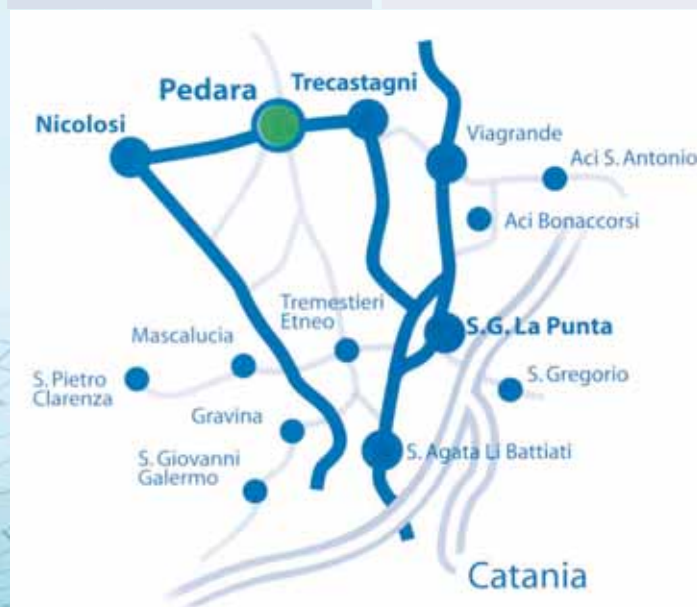 Pedara
Trecastagni
Nicolosi
Viagrande
Aci S. Antonio
Aci Bonaccorsi
Tremestieri
Etneo
S.G. La Punta
Mascalucia
S. Pietro
Clarenza
S. Gregorio
Gravina
S. Agata Li Battiati
S. Giovanni
Galermo
Catania